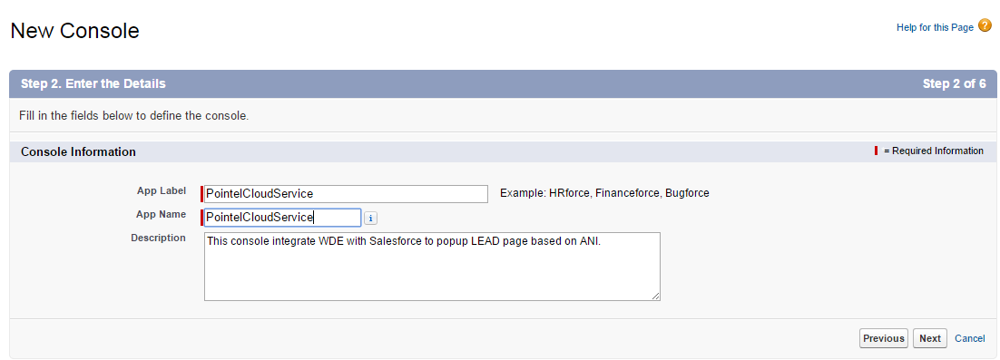 New Console
Help for this Page ?
Step 2. Enter the Details Step 2 of 6
Fill in the fields below to define the console.
Console Information = Required Information
App Label PointelCloudService Example: HRforce, Financeforce, Bugforce
App Name PointelCloudService i
Description This console integrate WDE with Salesforce to popup LEAD page based on ANI.
Previous Next Cancel